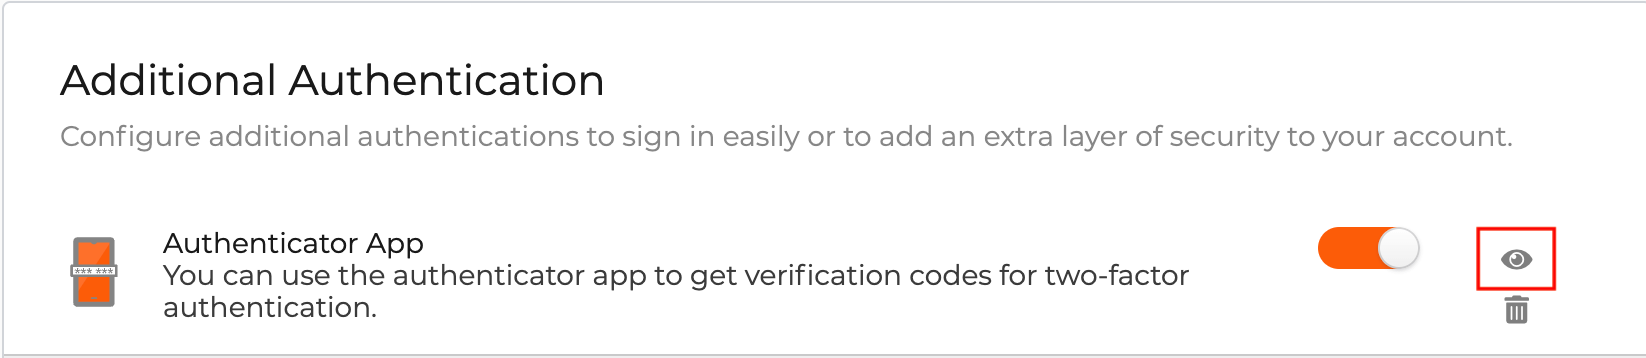 Additional Authentication
Configure additional authentications to sign in easily or to add an extra layer of security to your account.
Authenticator App
You can use the authenticator app to get verification codes for two-factor
authentication.
*** ***